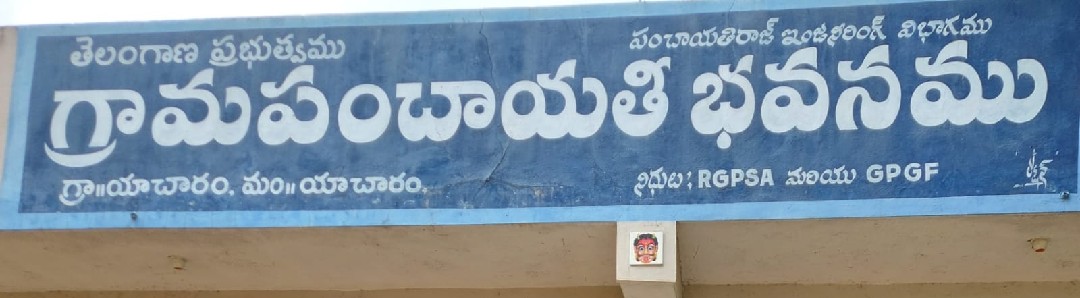 తెలంగాణ ప్రభుత్వము
పంచాయతిరాజ్ ఇంజనీరింగ్ విభాగము
గ్రామపంచాయతీ భవనము
గ్రా॥యాచారం, మం॥ యాచారం,
నిధుల ; RGPSA మరియు GPGF